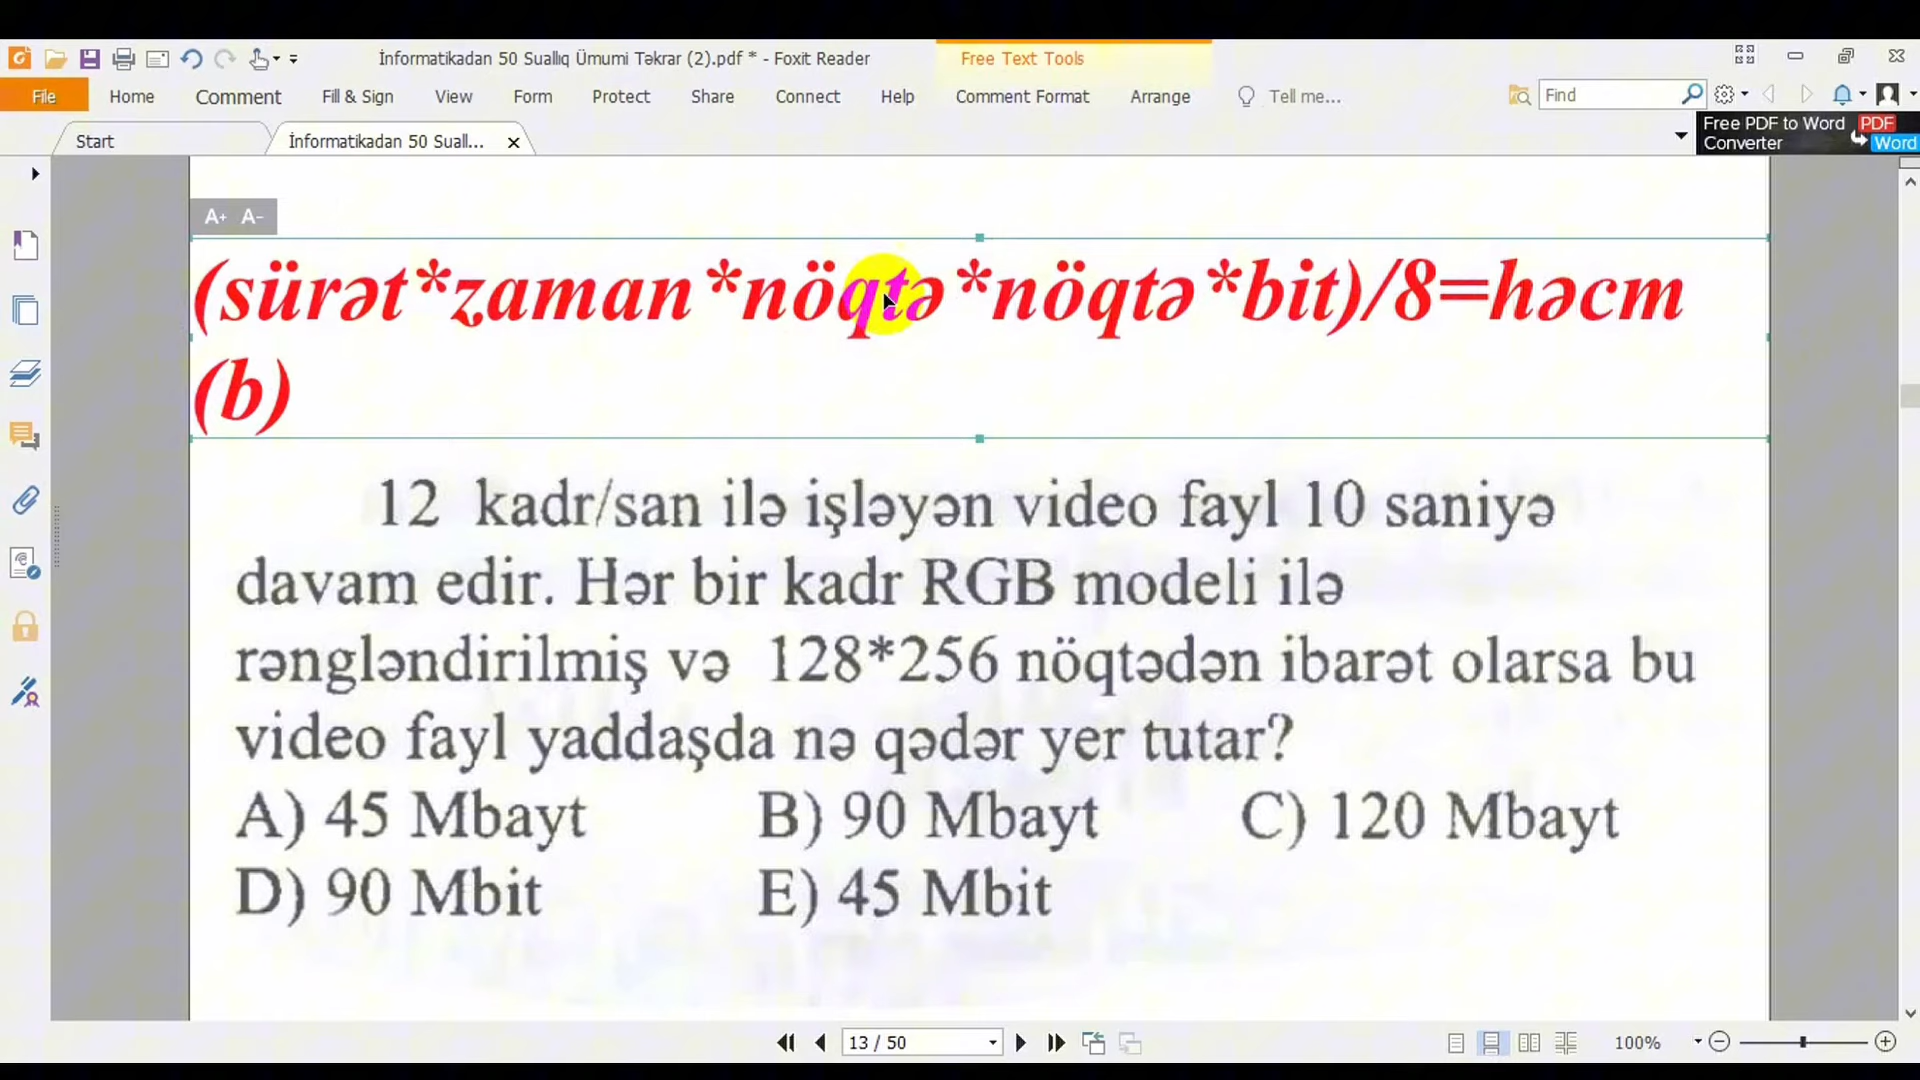 İnformatikadan 50 Suallıq Ümumi Təkrar (2).pdf * - Foxit Reader
Free Text Tools
File Home Comment Fill & Sign View Form Protect Share Connect Help Comment Format Arrange Tell me... Find
Start
İnformatikadan 50 Suall...
Free PDF to Word Converter
PDF
Word
A+ A-
(sürət*zaman*nöqtə*nöqtə*bit)/8=həcm
(b)
12 kadr/san ilə işləyən video fayl 10 saniyə
davam edir. Hər bir kadr RGB modeli ilə
rəngləndirilmiş və 128*256 nöqtədən ibarət olarsa bu
video fayl yaddaşda nə qədər yer tutar?
A) 45 Mbayt B) 90 Mbayt C) 120 Mbayt
D) 90 Mbit E) 45 Mbit
13 / 50
100%